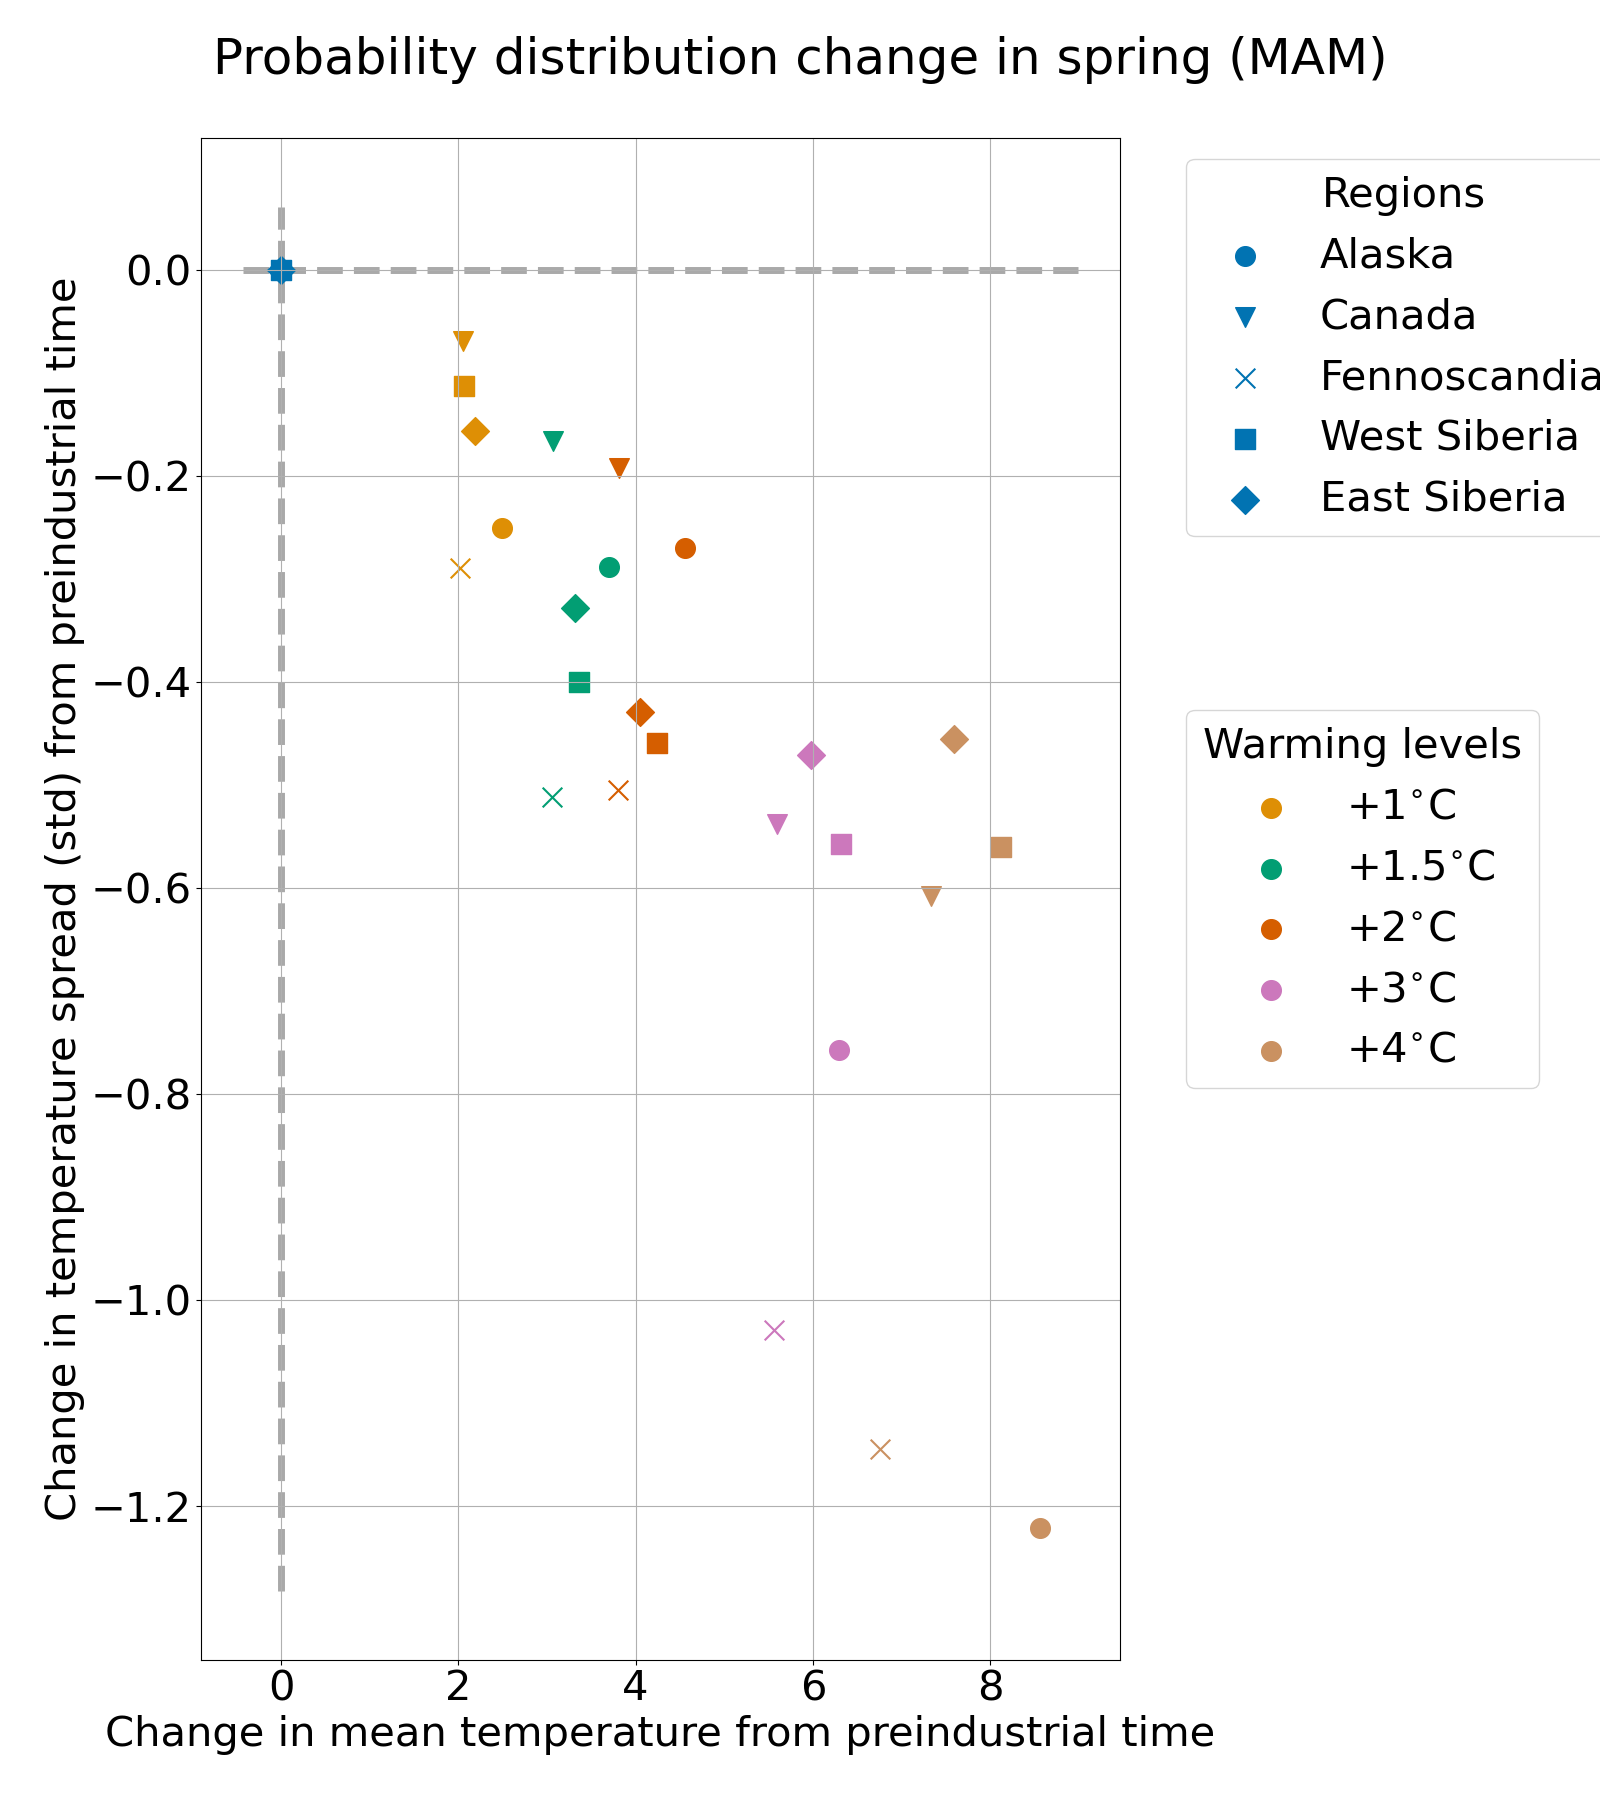 Probability distribution change in spring (MAM)
Change in temperature spread (std) from preindustrial time
0.0
−0.2
−0.4
−0.6
−0.8
−1.0
−1.2
0 2 4 6 8
Change in mean temperature from preindustrial time
Regions
Alaska
Canada
Fennoscandia
West Siberia
East Siberia
Warming levels
+1°C
+1.5°C
+2°C
+3°C
+4°C